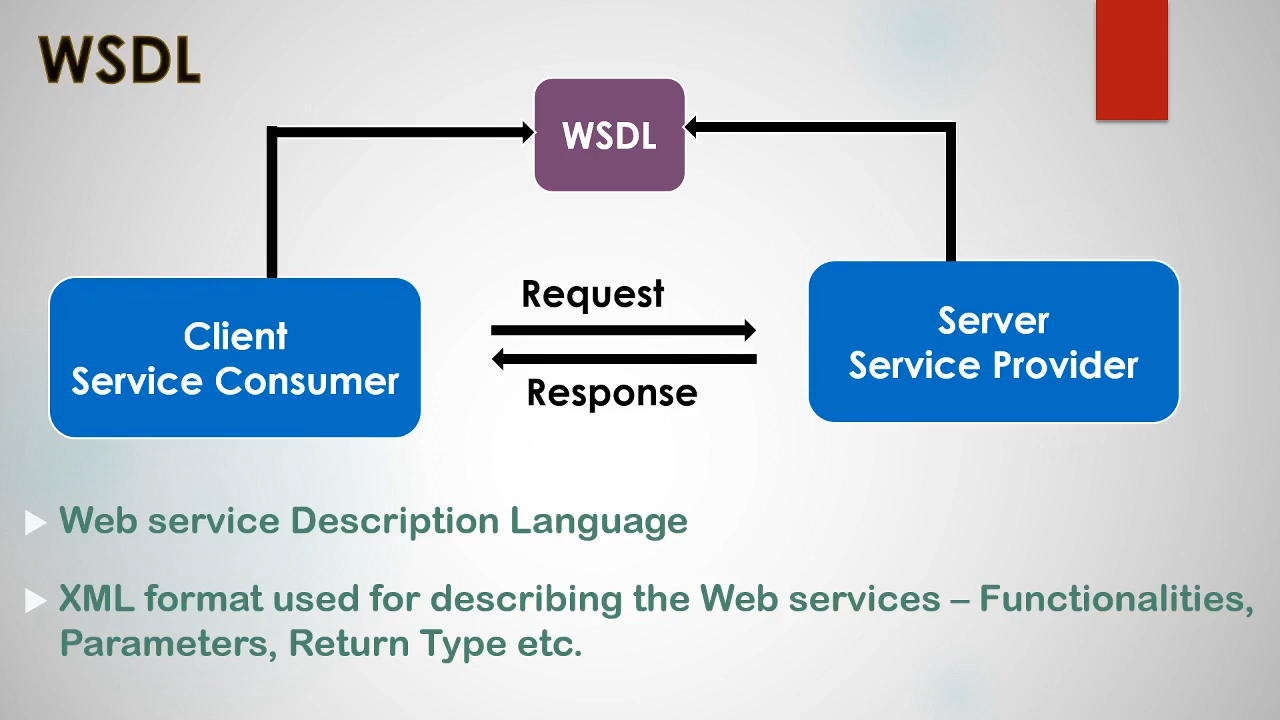 WSDL
WSDL
Request
Client
Service Consumer
Server
Service Provider
Response
Web service Description Language
XML format used for describing the Web services – Functionalities,
Parameters, Return Type etc.